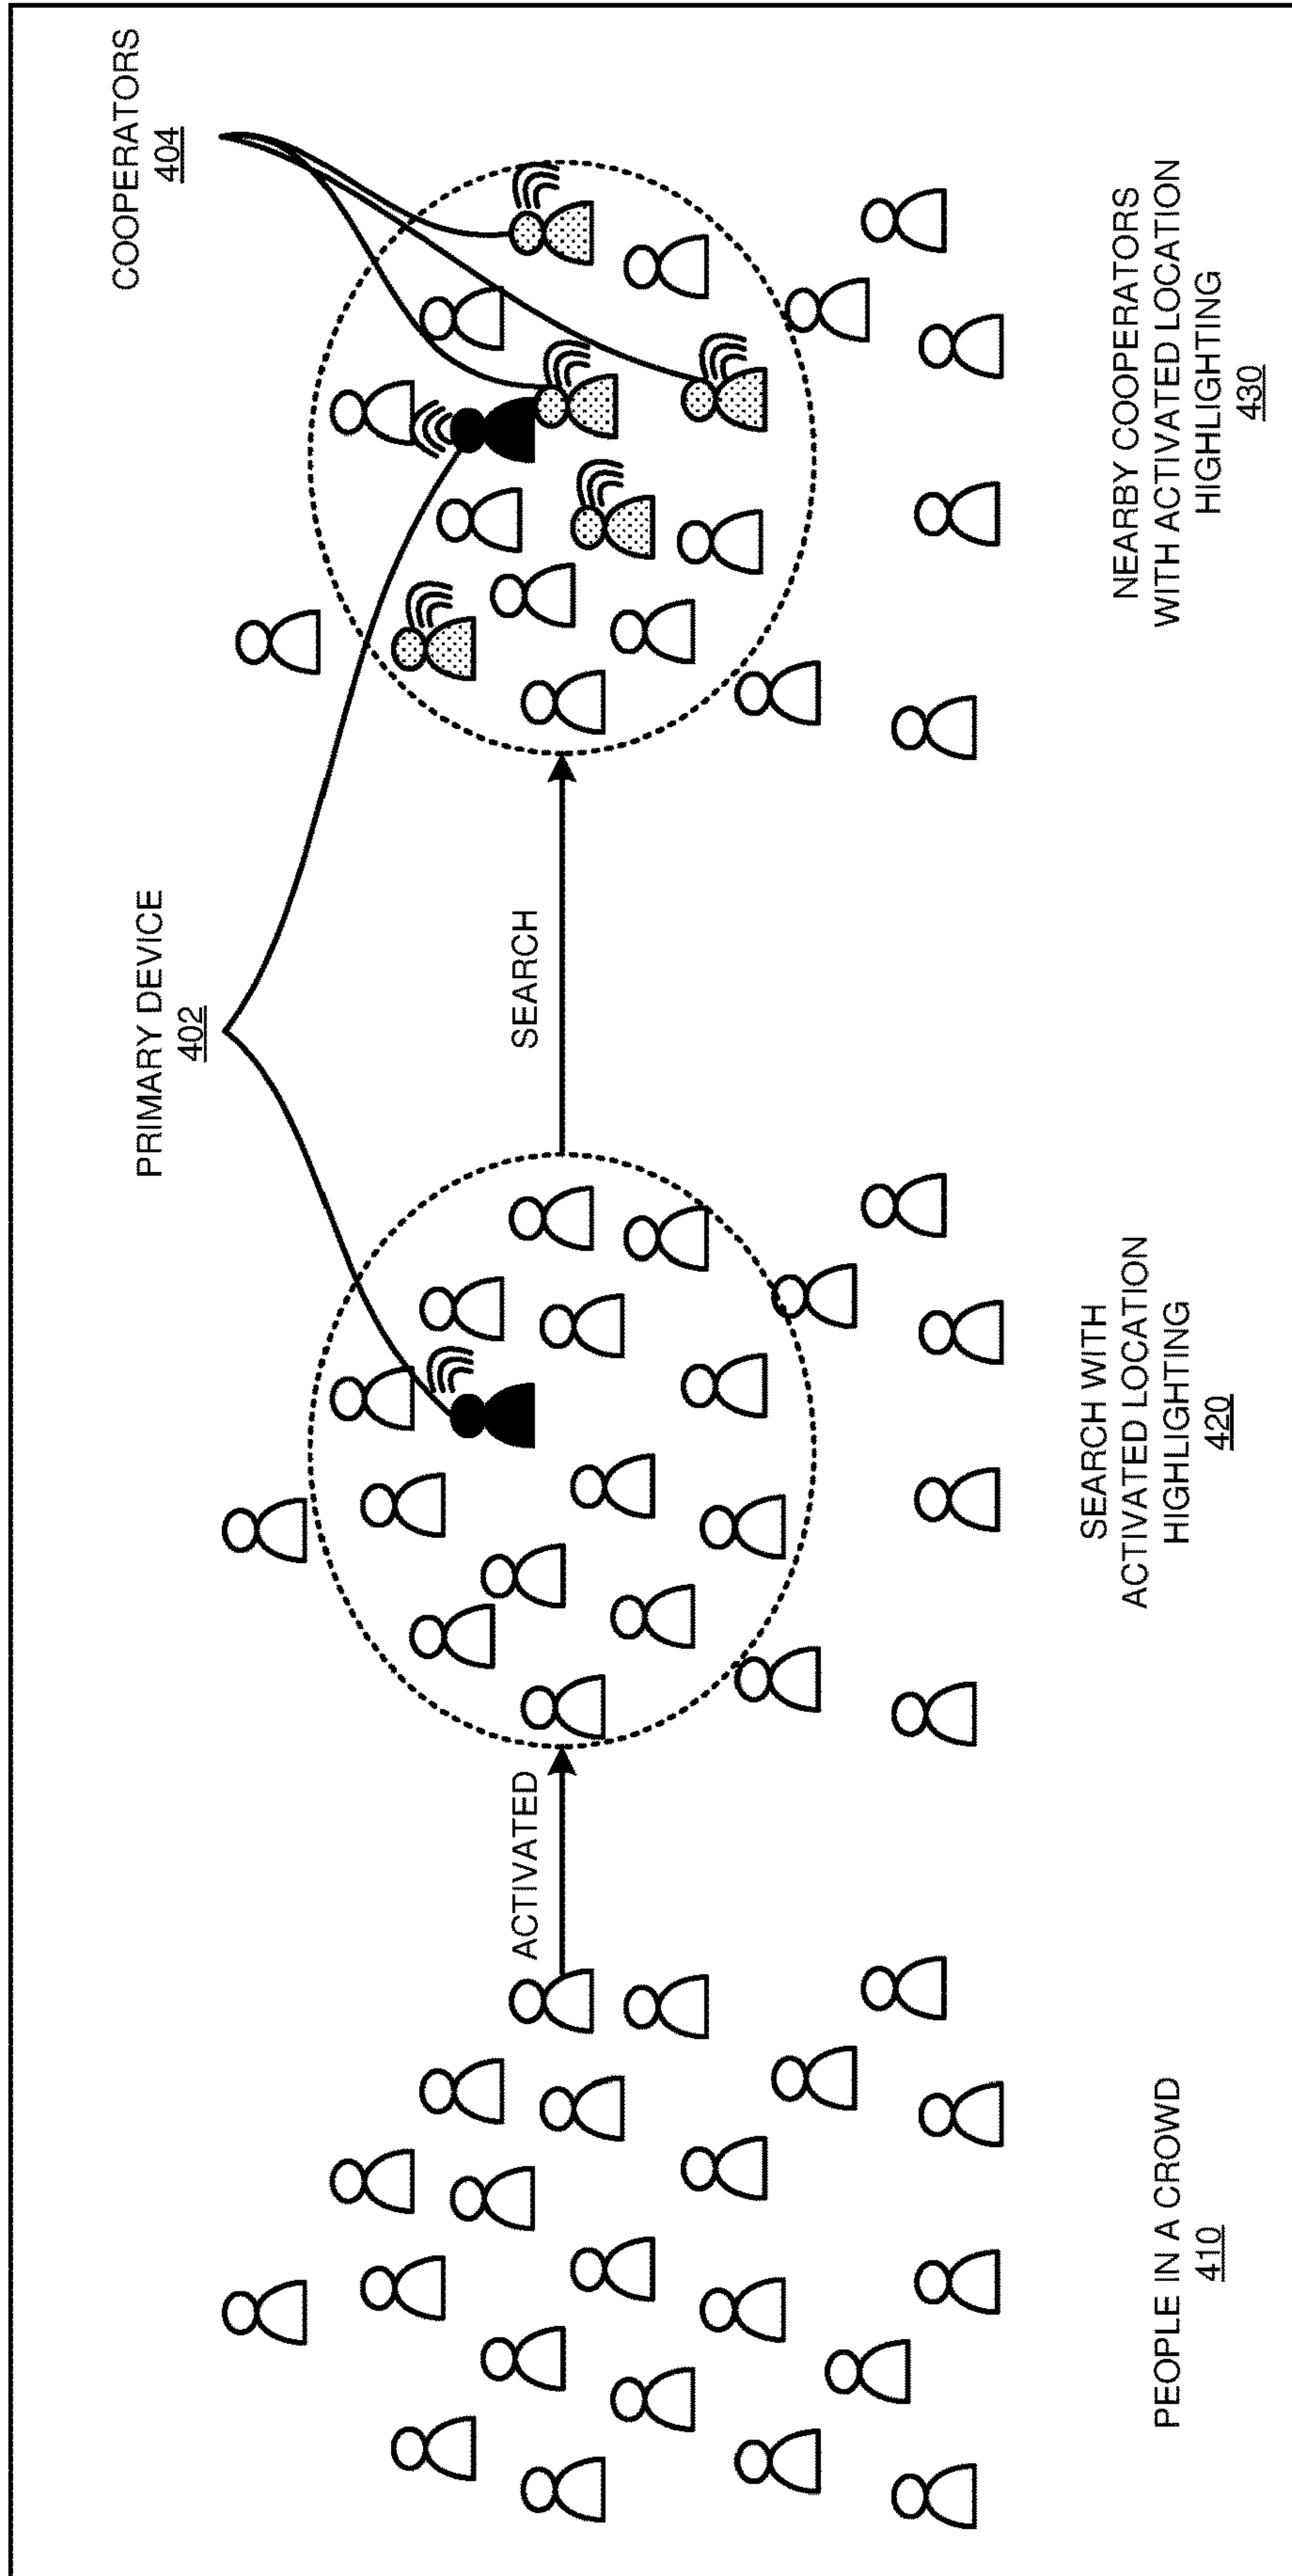 PRIMARY DEVICE
402
COOPERATORS
404
ACTIVATED
SEARCH
PEOPLE IN A CROWD
410
SEARCH WITH
ACTIVATED LOCATION
HIGHLIGHTING
420
NEARBY COOPERATORS
WITH ACTIVATED LOCATION
HIGHLIGHTING
430